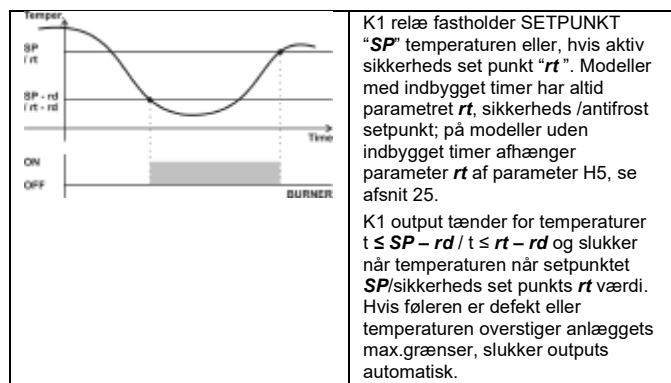 Temper.
SP
/ rt
SP - rd
/ rt - rd
Time
ON
OFF
BURNER
K1 relæ fastholder SETPUNKT
“SP” temperaturen eller, hvis aktiv
sikkerheds set punkt “rt ”. Modeller
med indbygget timer har altid
parametret rt, sikkerheds /antifrost
setpunkt; på modeller uden
indbygget timer afhænger
parameter rt af parameter H5, se
afsnit 25.
K1 output tænder for temperaturer
t ≤ SP – rd / t ≤ rt – rd og slukker
når temperaturen når setpunktet
SP/sikkerheds set punkts rt værdi.
Hvis føleren er defekt eller
temperaturen overstiger anlæggets
max.grænser, slukker outputs
automatisk.